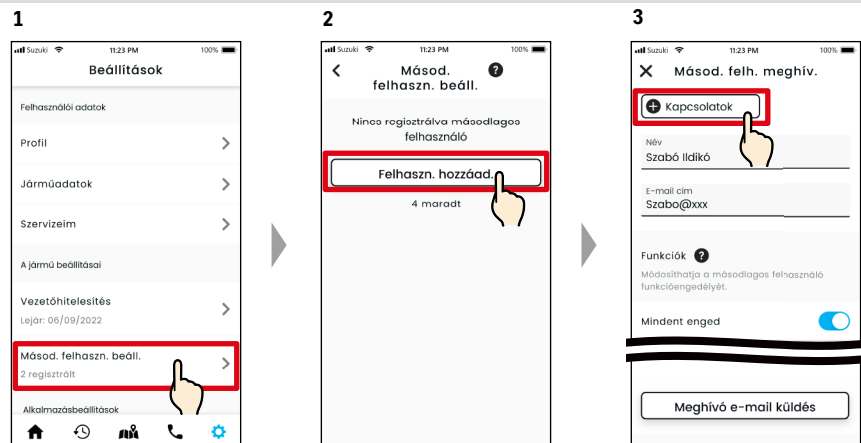 1
Suzuki 11:23 PM 100%
Beállítások
Felhasználói adatok
Profil
Járműadatok
Szervizeim
A jármű beállításai
Vezetőhitelesítés
Lejár: 06/09/2022
Másod. felhaszn. beáll.
2 regisztrált
Alkalmazásbeállítások
2
Suzuki 11:23 PM 100%
Másod.
felhaszn. beáll.
?
Nincs regisztrálva másodlagos
felhasználó
Felhaszn. hozzáad.
4 maradt
3
Suzuki 11:23 PM 100%
Másod. felh. meghív.
Kapcsolatok
Név
Szabó Ildikó
E-mail cím
Szabo@xxx
Funkciók ?
Módosíthatja a másodlagos felhasználó
funkcióengedélyét.
Mindent enged
Meghívó e-mail küldés